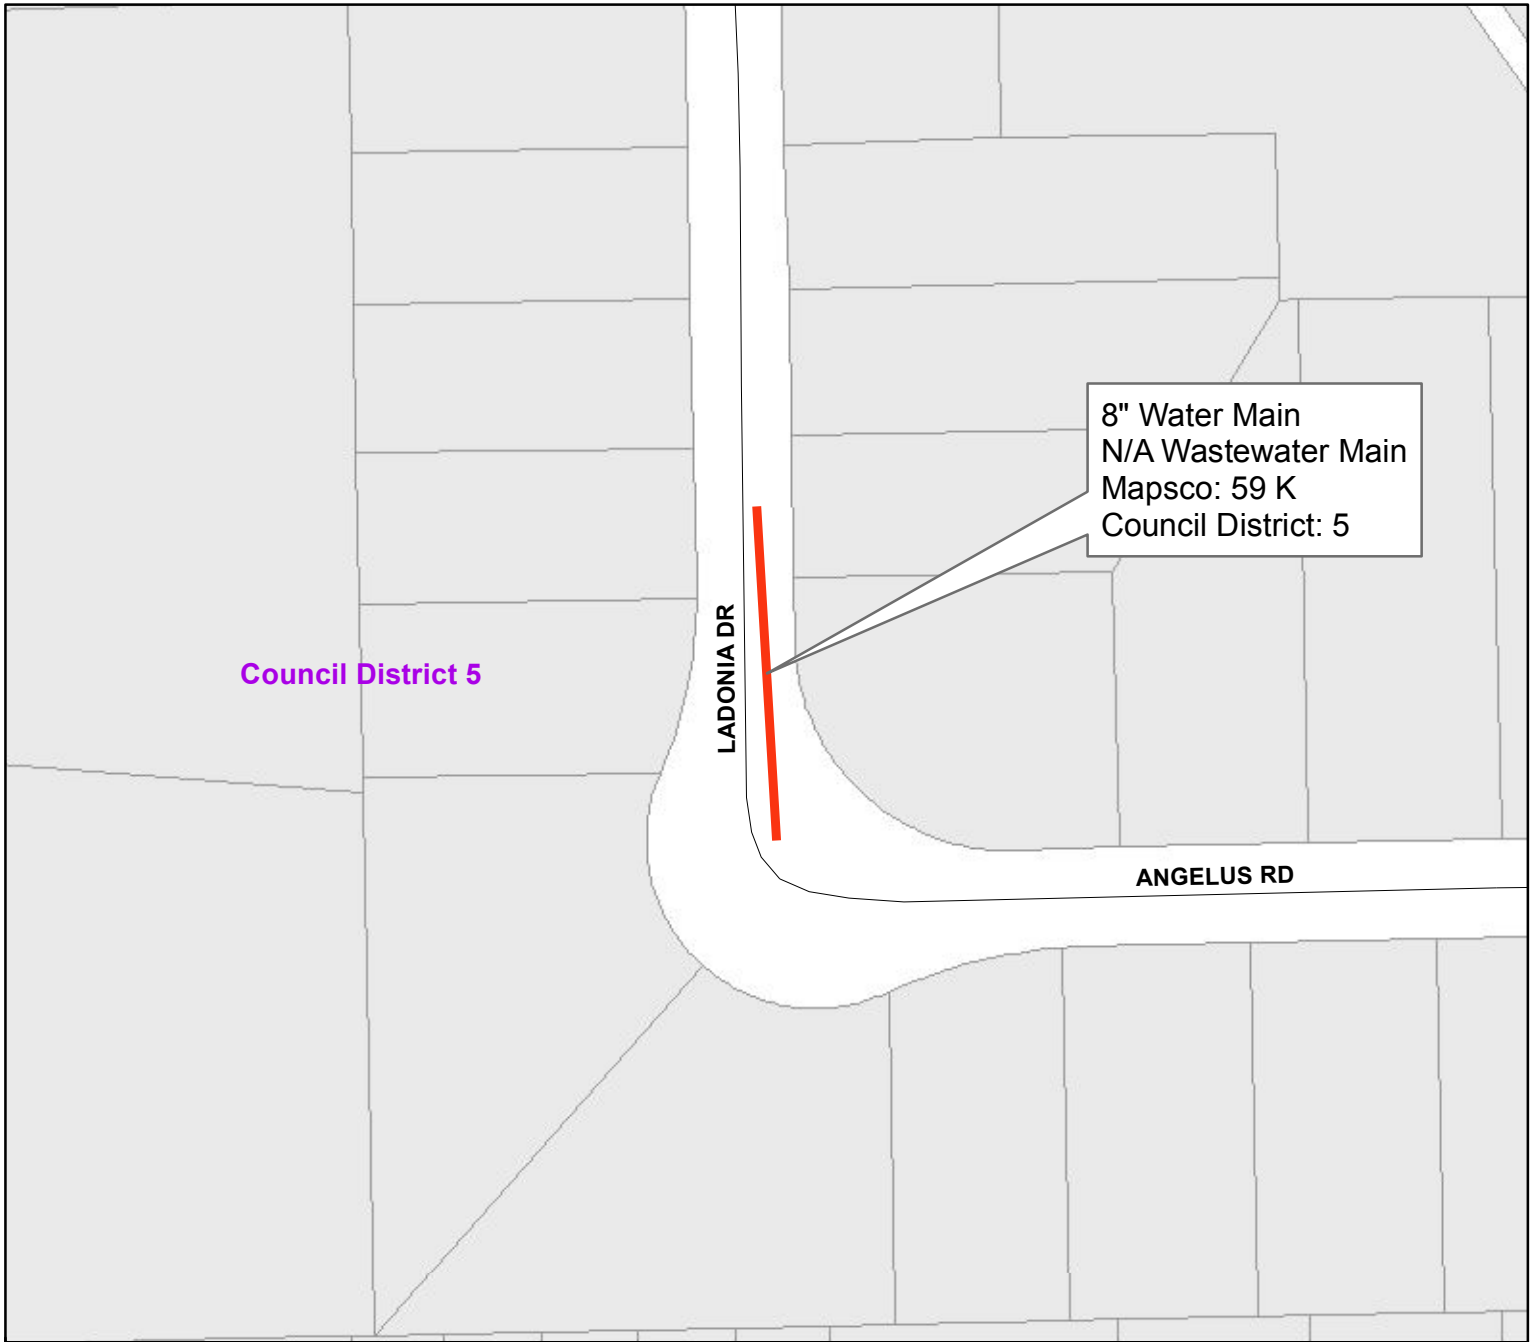 8" Water Main
N/A Wastewater Main
Mapsco: 59 K
Council District: 5
LADONIA DR
Council District 5
ANGELUS RD